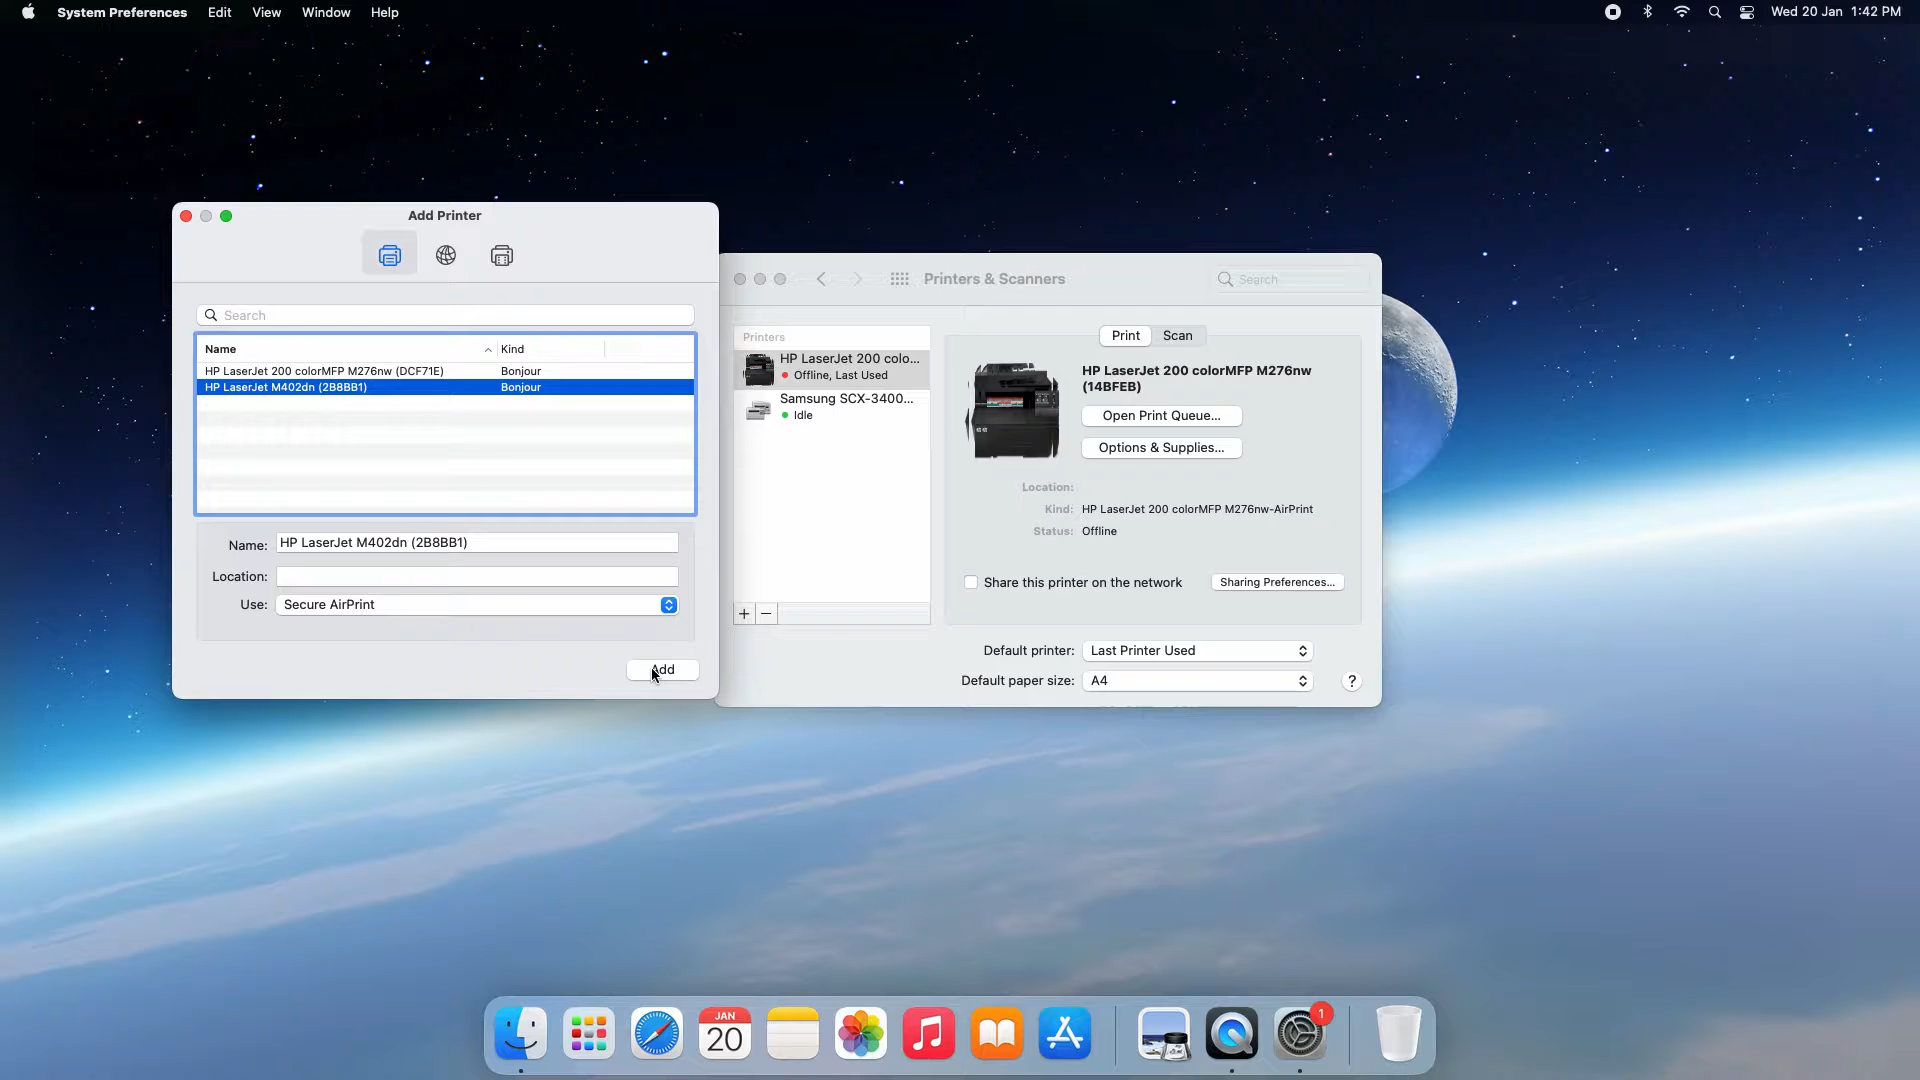 System Preferences Edit View Window Help
Wed 20 Jan 1:42 PM
Add Printer
Search
Name Kind
HP LaserJet 200 colorMFP M276nw (DCF71E) Bonjour
HP LaserJet M402dn (2B8BB1) Bonjour
Name: HP LaserJet M402dn (2B8BB1)
Location:
Use: Secure AirPrint
Add
Printers & Scanners
Search
Printers
HP LaserJet 200 colo...
Offline, Last Used
Samsung SCX-3400...
Idle
+ −
Print Scan
HP LaserJet 200 colorMFP M276nw
(14BFEB)
Open Print Queue...
Options & Supplies...
Location:
Kind: HP LaserJet 200 colorMFP M276nw-AirPrint
Status: Offline
Share this printer on the network
Sharing Preferences...
Default printer: Last Printer Used
Default paper size: A4
?
JAN
20
1